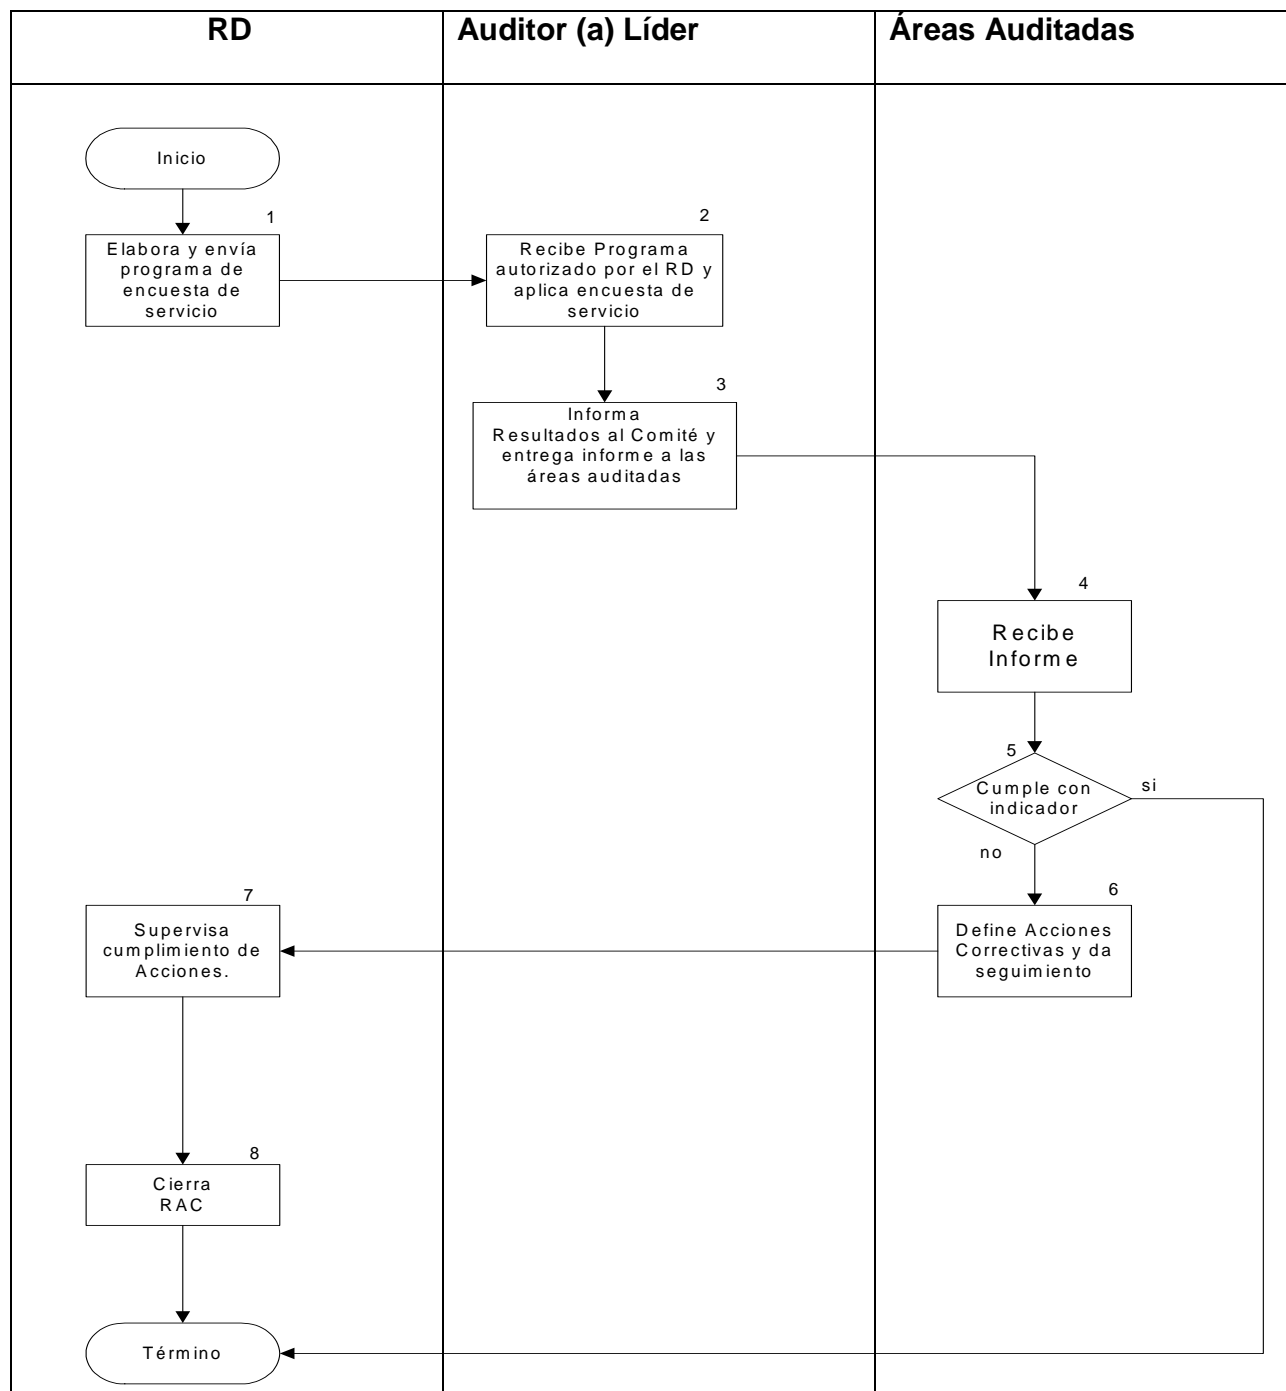 RD
Auditor (a) Líder
Áreas Auditadas
Inicio
1
Elabora y envía
programa de
encuesta de
servicio
2
Recibe Programa
autorizado por el RD y
aplica encuesta de
servicio
3
Informa
Resultados al Comité y
entrega informe a las
áreas auditadas
4
Recibe
Informe
5
Cumple con
indicador
si
no
6
Define Acciones
Correctivas y da
seguimiento
7
Supervisa
cumplimiento de
Acciones.
8
Cierra
RAC
Término